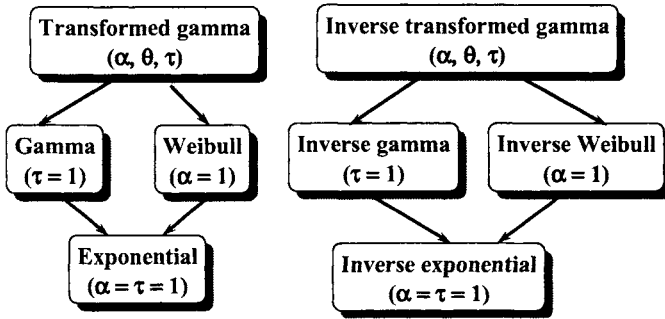 Transformed gamma
(α, θ, τ)
Gamma
(τ = 1)
Weibull
(α = 1)
Exponential
(α = τ = 1)
Inverse transformed gamma
(α, θ, τ)
Inverse gamma
(τ = 1)
Inverse Weibull
(α = 1)
Inverse exponential
(α = τ = 1)